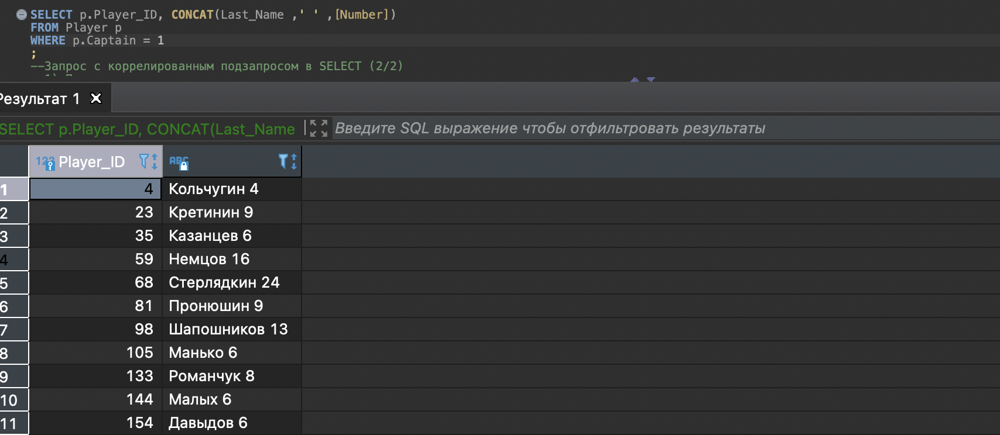 SELECT p.Player_ID, CONCAT(Last_Name ,' ' ,[Number])
FROM Player p
WHERE p.Captain = 1
;
--Запрос с коррелированным подзапросом в SELECT (2/2)
Результат 1
SELECT p.Player_ID, CONCAT(Last_Name
Введите SQL выражение чтобы отфильтровать результаты
123 Player_ID ABC
1 4 Кольчугин 4
2 23 Кретинин 9
3 35 Казанцев 6
4 59 Немцов 16
5 68 Стерлядкин 24
6 81 Пронюшин 9
7 98 Шапошников 13
8 105 Манько 6
9 133 Романчук 8
10 144 Малых 6
11 154 Давыдов 6